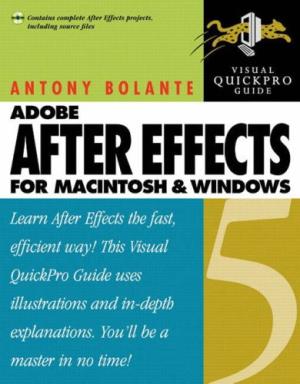 Contains complete After Effects projects,
including source files
VISUAL
QUICKPRO
GUIDE
ANTONY BOLANTE
ADOBE
AFTER EFFECTS
FOR MACINTOSH & WINDOWS
5
Learn After Effects the fast,
efficient way! This Visual
QuickPro Guide uses
illustrations and in-depth
explanations. You'll be a
master in no time!